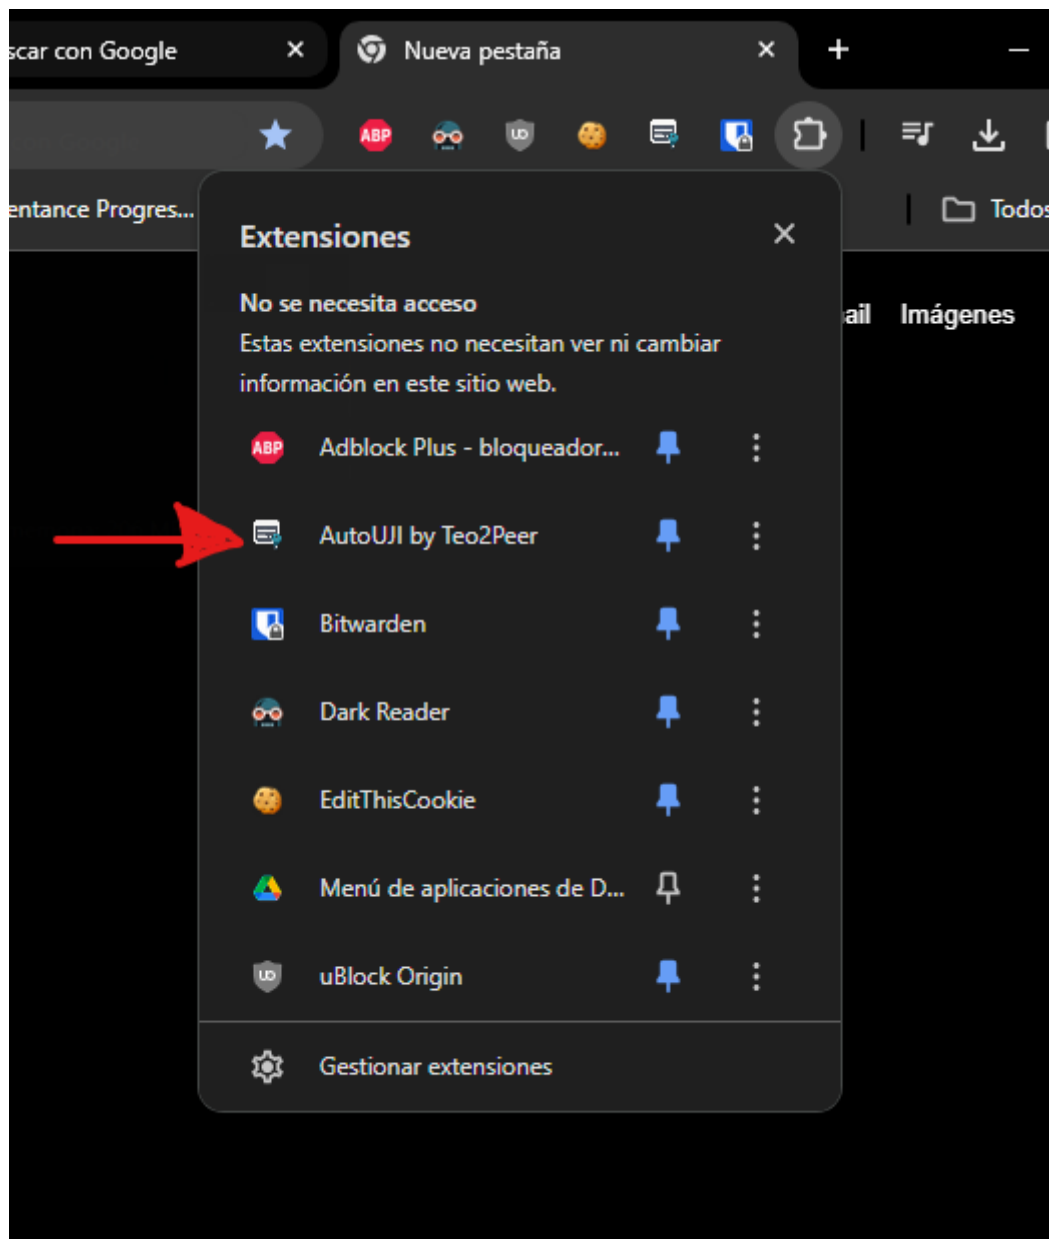 scar con Google
Nueva pestaña
ABP
entance Progres...
Todos
Extensiones
No se necesita acceso
Estas extensiones no necesitan ver ni cambiar
información en este sitio web.
ail Imágenes
ABP Adblock Plus - bloqueador...
AutoUJI by Teo2Peer
Bitwarden
Dark Reader
EditThisCookie
Menú de aplicaciones de D...
uBlock Origin
Gestionar extensiones